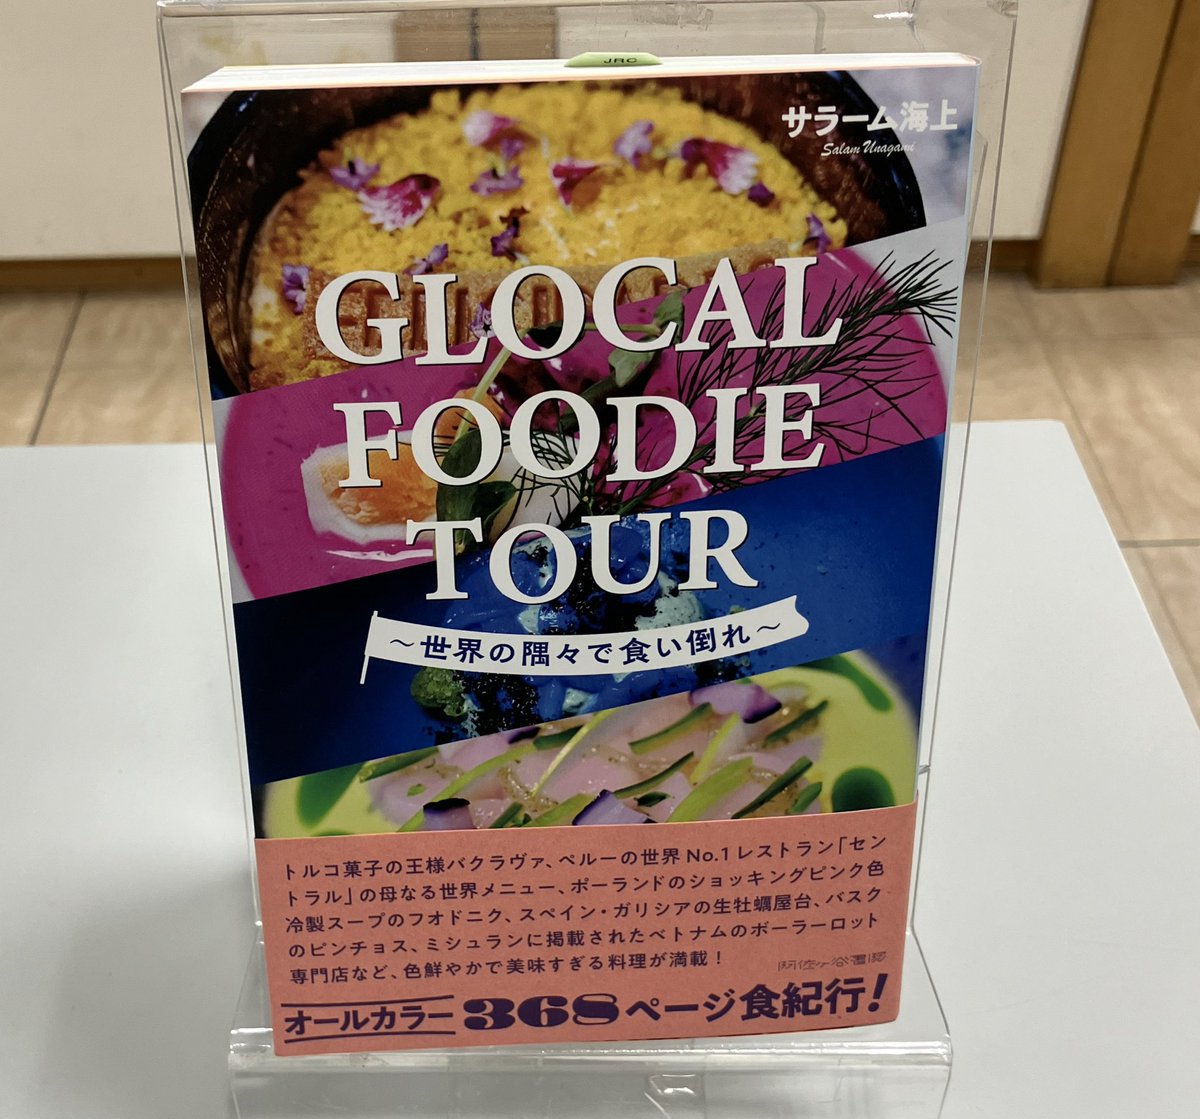 JRC
サラーム海上
Salam Unagami
GLOCAL
FOODIE
TOUR
～世界の隅々で食い倒れ～
トルコ菓子の王様バクラヴァ、ペルーの世界No.1レストラン「セン
トラル」の母なる世界メニュー、ポーランドのショッキングピンク色
冷製スープのフオドニク、スペイン・ガリシアの生牡蠣屋台、バスク
のピンチョス、ミシュランに掲載されたベトナムのボーラーロット
専門店など、色鮮やかで美味すぎる料理が満載！
阿佐ヶ谷書院
オールカラー368ページ食紀行！